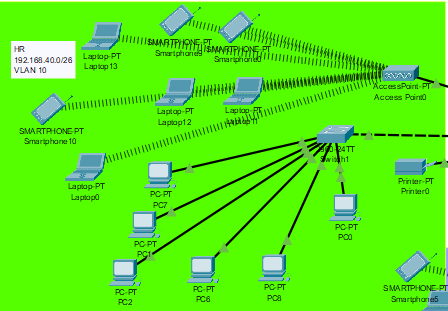 HR
192.168.40.0/26
VLAN 10
Laptop-PT
Laptop13
SMARTPHONE-PT
Smartphone9
SMARTPHONE-PT
AccessPoint-PT
Access Point0
Laptop-PT
Laptop12
Laptop-PT
Laptop11
SMARTPHONE-PT
Smartphone10
Switch1
Laptop-PT
Laptop0
PC-PT
PC7
Printer-PT
Printer0
PC-PT
PC0
PC-PT
PC-PT
PC2
PC-PT
PC6
PC-PT
PC8
SMARTPHONE-PT
Smartphone5